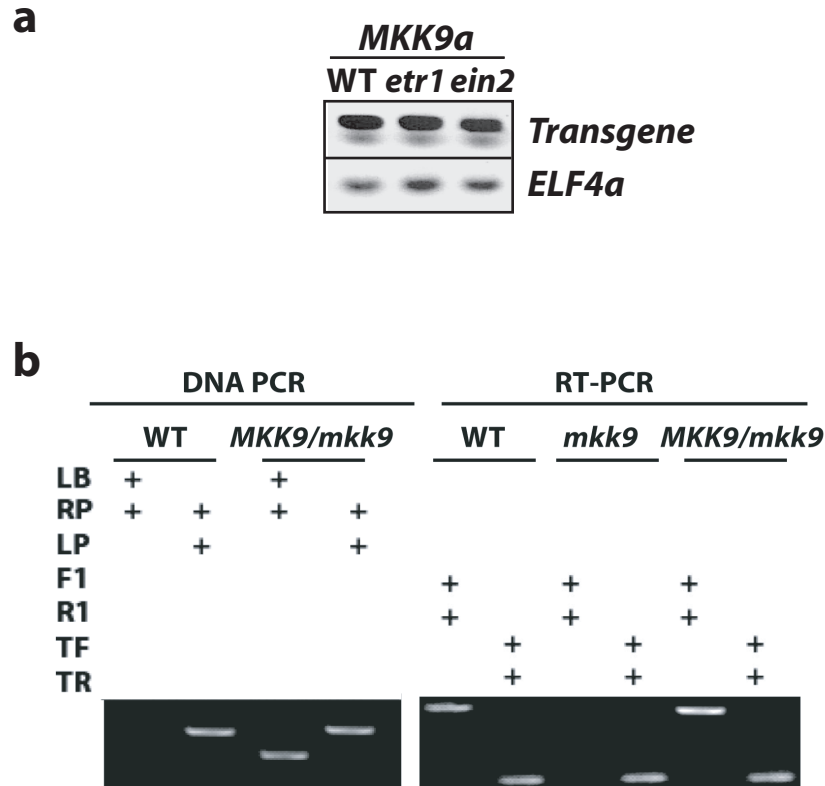 a
MKK9a
WT etr1 ein2
Transgene
ELF4a
b
DNA PCR RT-PCR
WT MKK9/mkk9 WT mkk9 MKK9/mkk9
LB + +
RP + + + +
LP + +
F1 + + +
R1 + + +
TF + + +
TR + + +